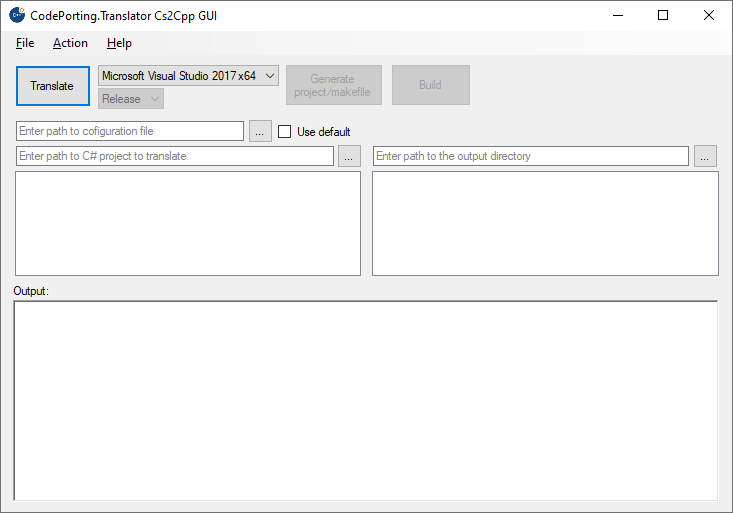 CodePorting.Translator Cs2Cpp GUI
File Action Help
Translate
Microsoft Visual Studio 2017 x64
Release
Generate
project/makefile
Build
Enter path to cofiguration file
...
Use default
Enter path to C# project to translate
...
Enter path to the output directory
...
Output: